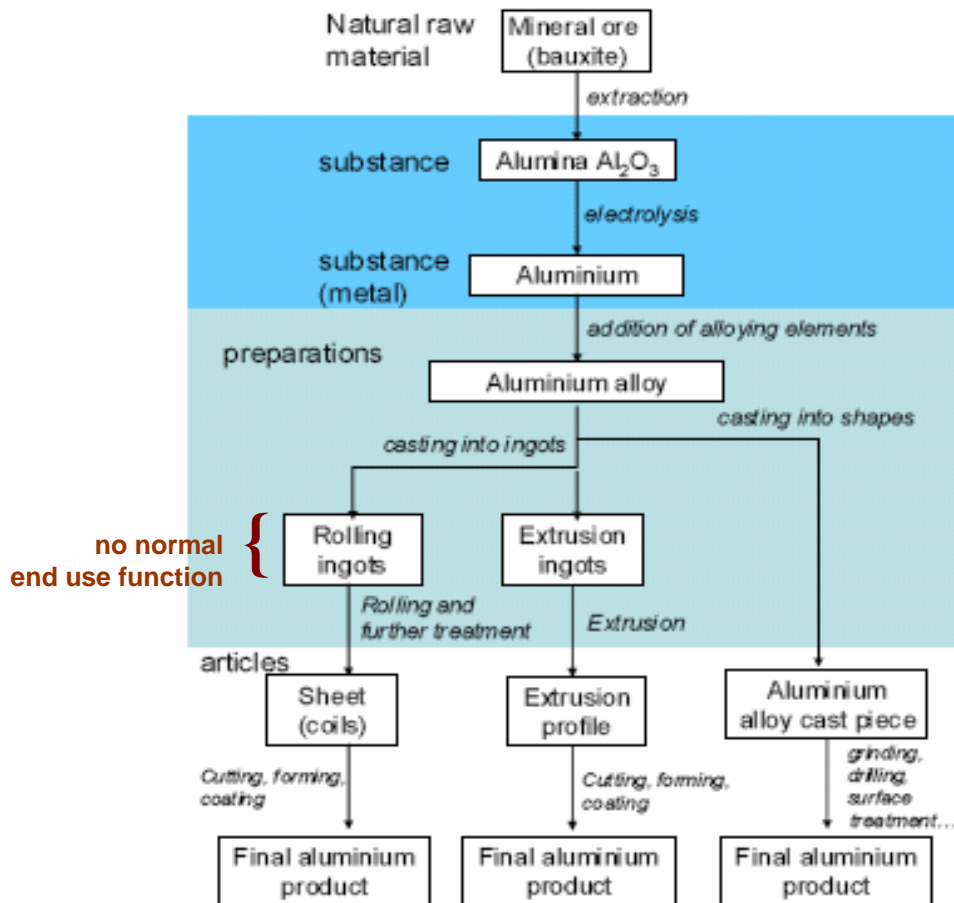 Natural raw
material
Mineral ore
(bauxite)
extraction
substance
Alumina Al₂O₃
electrolysis
substance
(metal)
Aluminium
addition of alloying elements
preparations
Aluminium alloy
casting into shapes
casting into ingots
no normal
end use function
{
Rolling
ingots
Extrusion
ingots
Rolling and
further treatment
Extrusion
articles
Sheet
(coils)
Extrusion
profile
Aluminium
alloy cast piece
Cutting, forming,
coating
Cutting, forming,
coating
grinding,
drilling,
surface
treatment...
Final aluminium
product
Final aluminium
product
Final aluminium
product